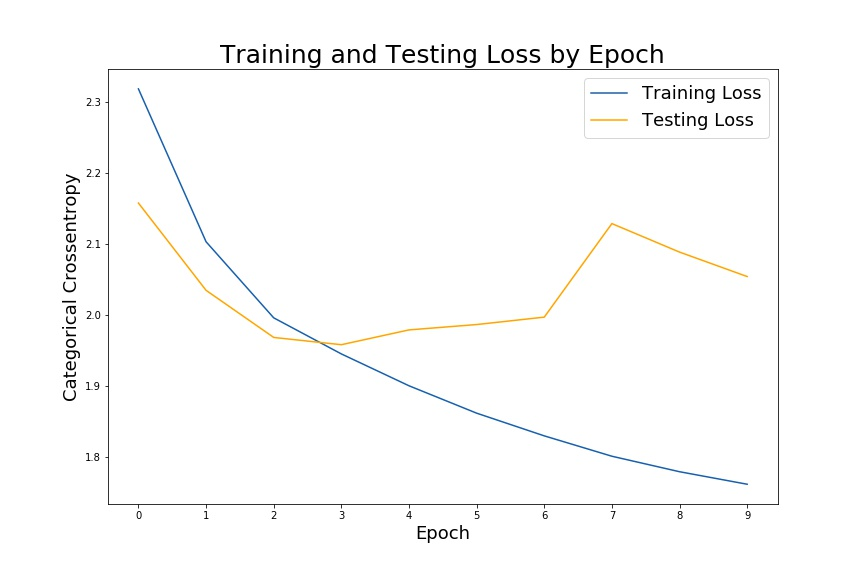 Training and Testing Loss by Epoch
Training Loss
Testing Loss
Categorical Crossentropy
2.3
2.2
2.1
2.0
1.9
1.8
0 1 2 3 4 5 6 7 8 9
Epoch